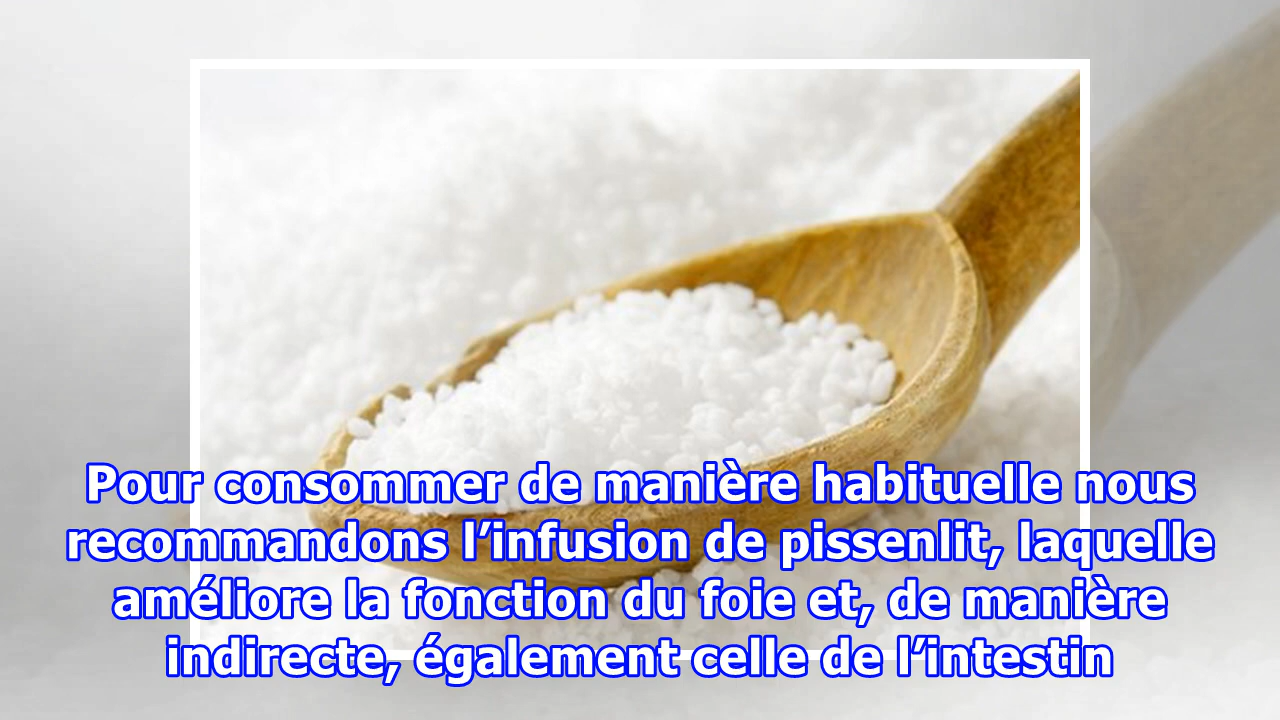 Pour consommer de manière habituelle nous
recommandons l’infusion de pissenlit, laquelle
améliore la fonction du foie et, de manière
indirecte, également celle de l’intestin